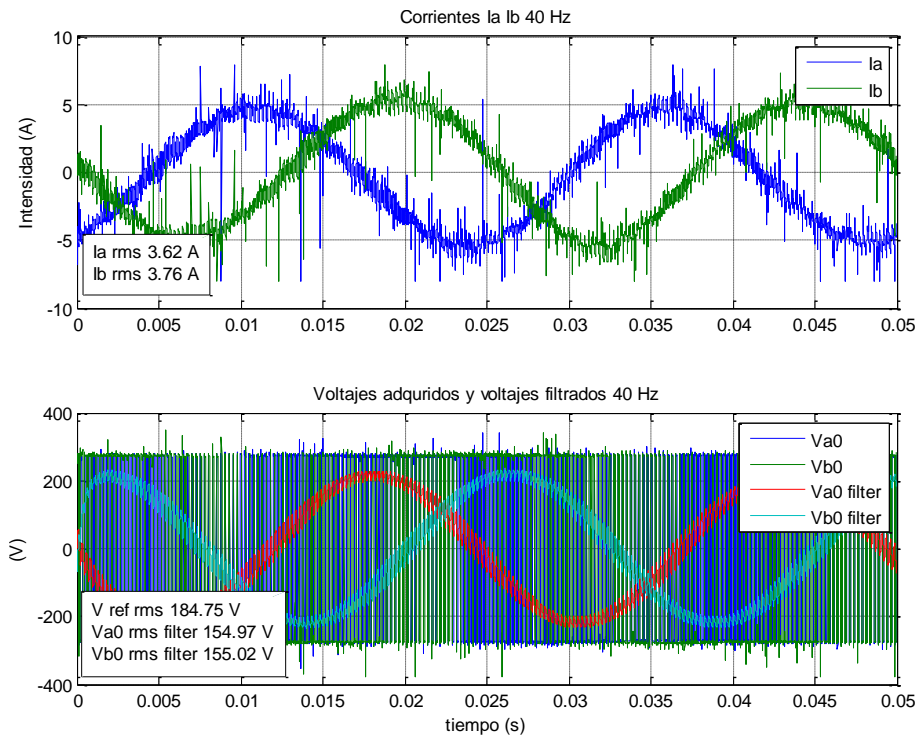 Corrientes Ia Ib 40 Hz
10
5
0
-5
-10
Intensidad (A)
Ia
Ib
Ia rms 3.62 A
Ib rms 3.76 A
0 0.005 0.01 0.015 0.02 0.025 0.03 0.035 0.04 0.045 0.05
Voltajes adquridos y voltajes filtrados 40 Hz
400
200
0
-200
-400
(V)
Va0
Vb0
Va0 filter
Vb0 filter
V ref rms 184.75 V
Va0 rms filter 154.97 V
Vb0 rms filter 155.02 V
0 0.005 0.01 0.015 0.02 0.025 0.03 0.035 0.04 0.045 0.05
tiempo (s)